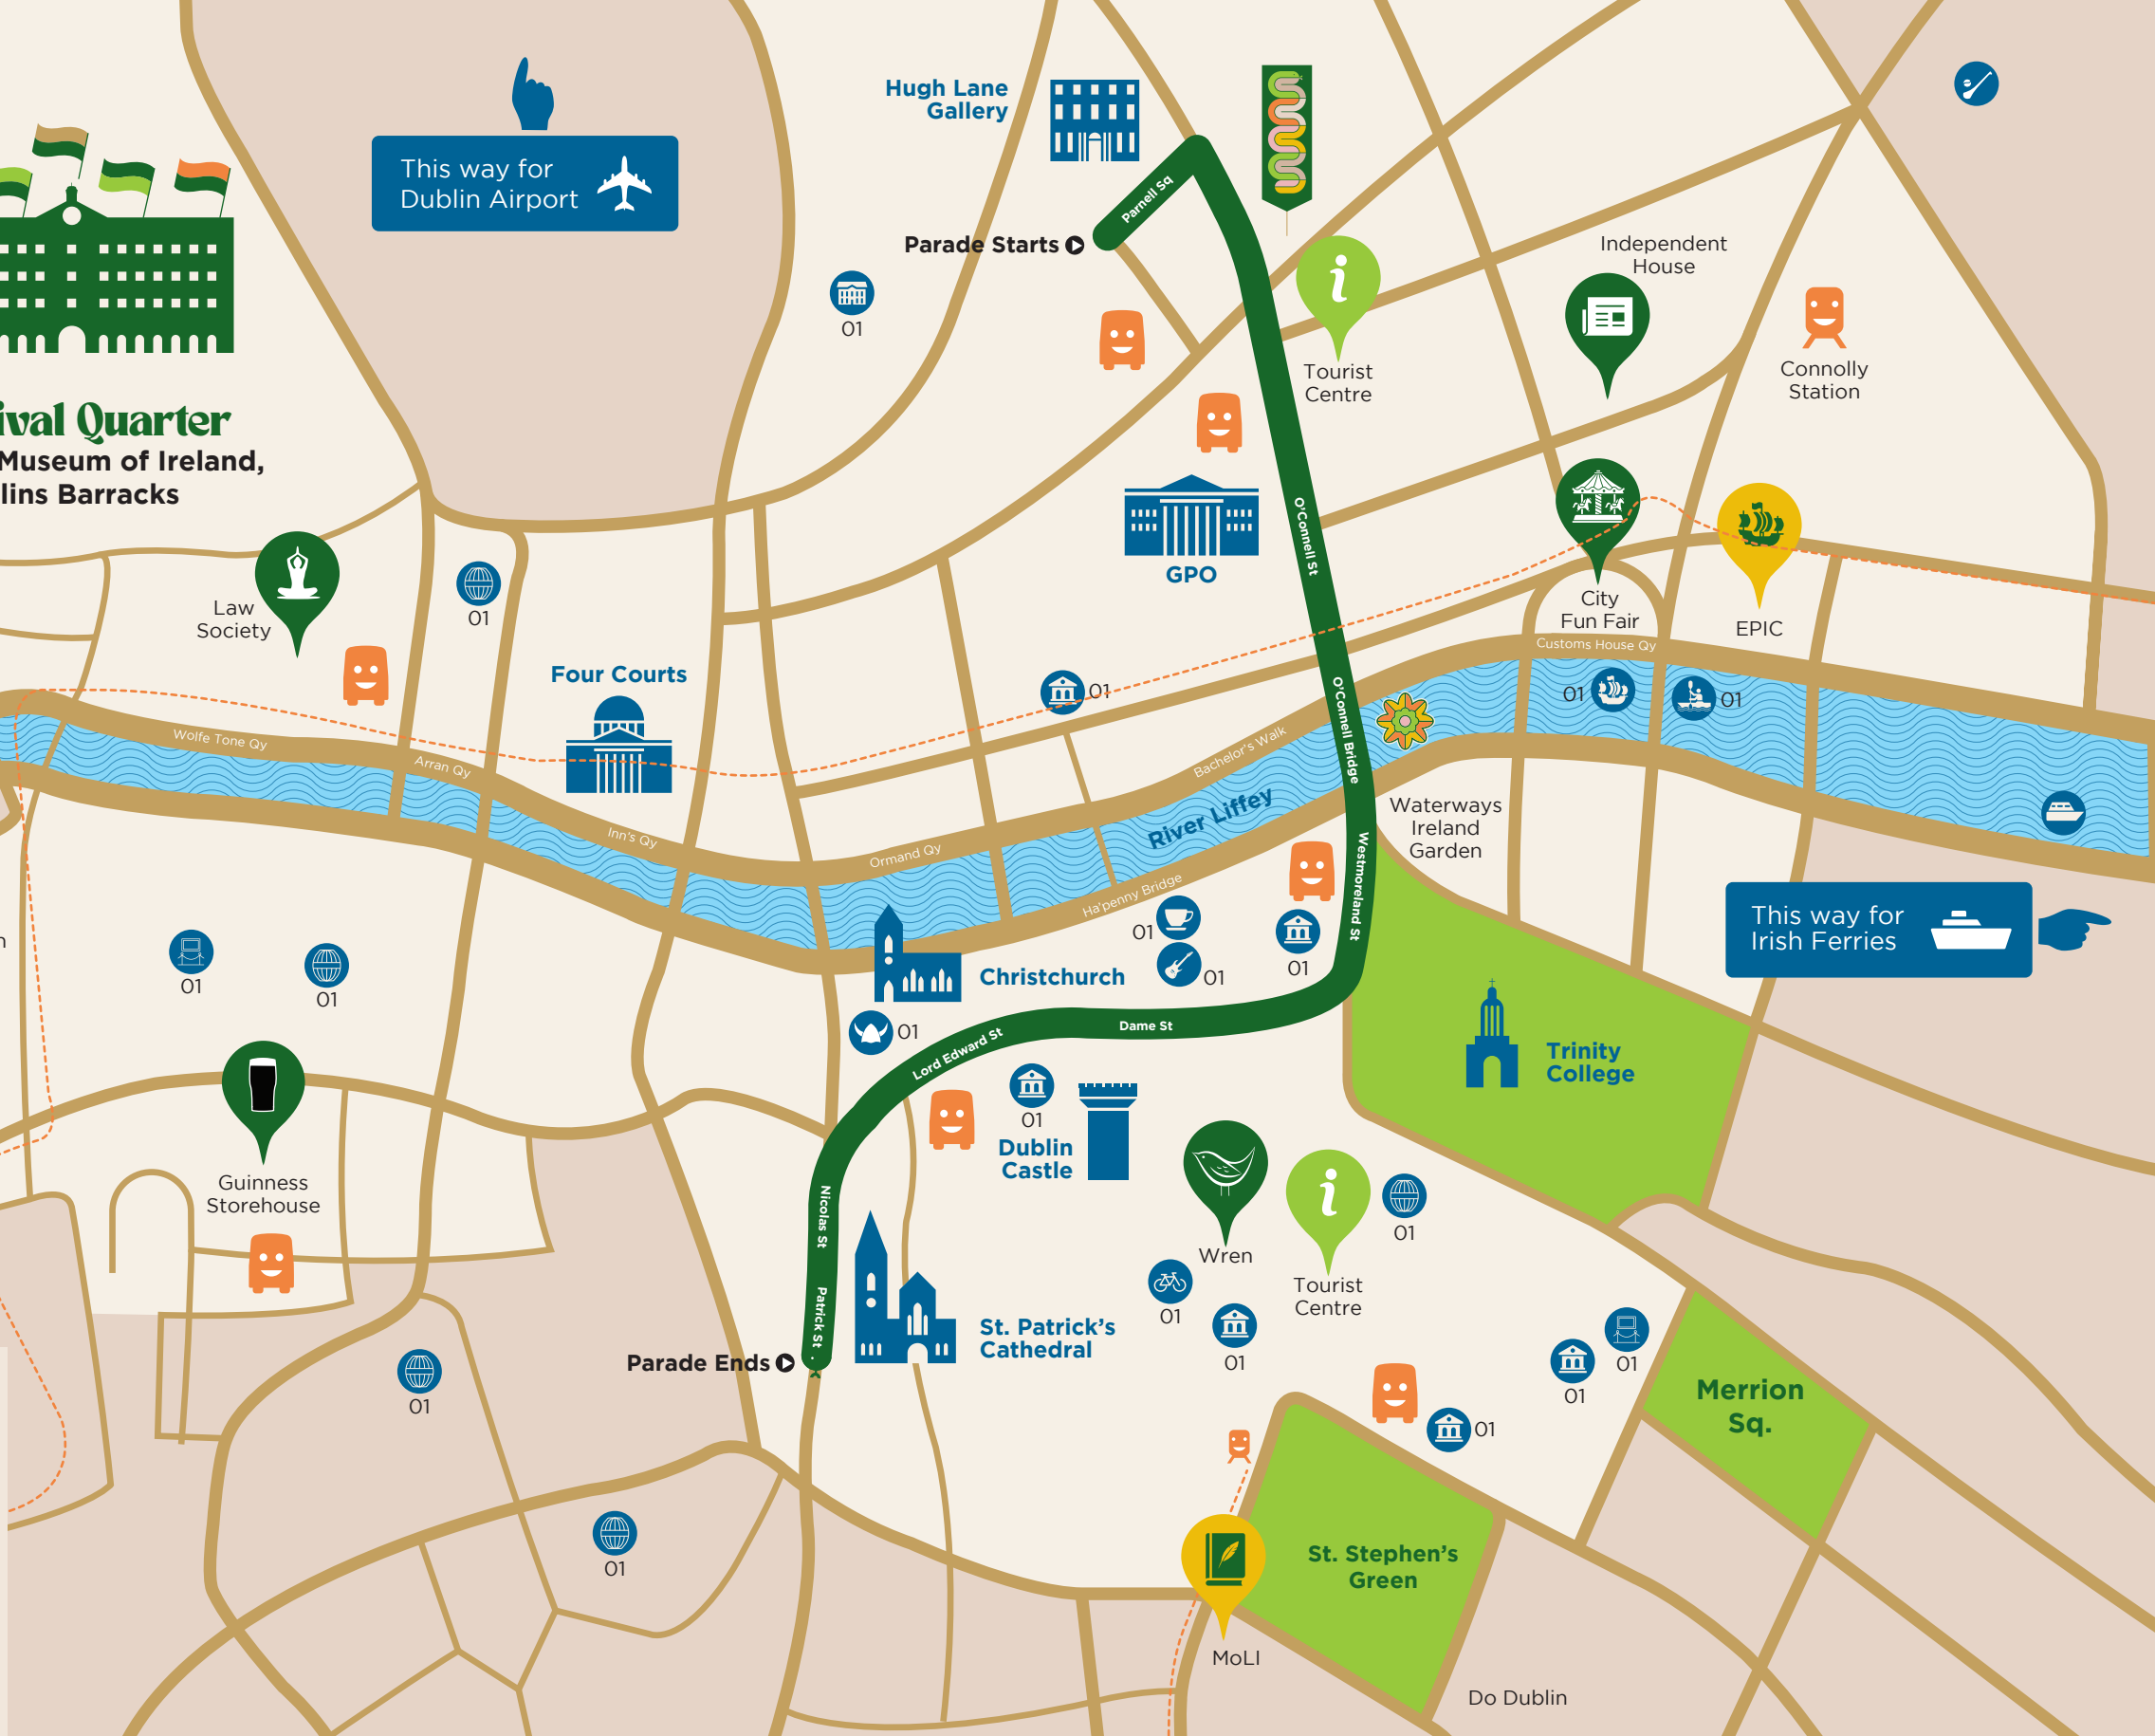 Hugh Lane
Gallery
This way for
Dublin Airport
Parnell Sq
Parade Starts
Independent
House
01
Tourist
Centre
Connolly
Station
ival Quarter
Museum of Ireland,
lins Barracks
O'Connell St
GPO
City
Fun Fair
EPIC
Law
Society
01
Four Courts
Customs House Qy
01
01
01
Wolfe Tone Qy
Arran Qy
Inn's Qy
Ormand Qy
Bachelor's Walk
O'Connell Bridge
River Liffey
Waterways
Ireland
Garden
Westmoreland St
Ha'penny Bridge
This way for
Irish Ferries
n
01
01
01
01
01
Christchurch
01
Dame St
Lord Edward St
Trinity
College
01
Dublin
Castle
Guinness
Storehouse
Nicolas St
Wren
01
Tourist
Centre
01
Patrick St
St. Patrick's
Cathedral
Parade Ends
01
01
01
01
01
Merrion
Sq.
St. Stephen's
Green
01
MoLI
Do Dublin